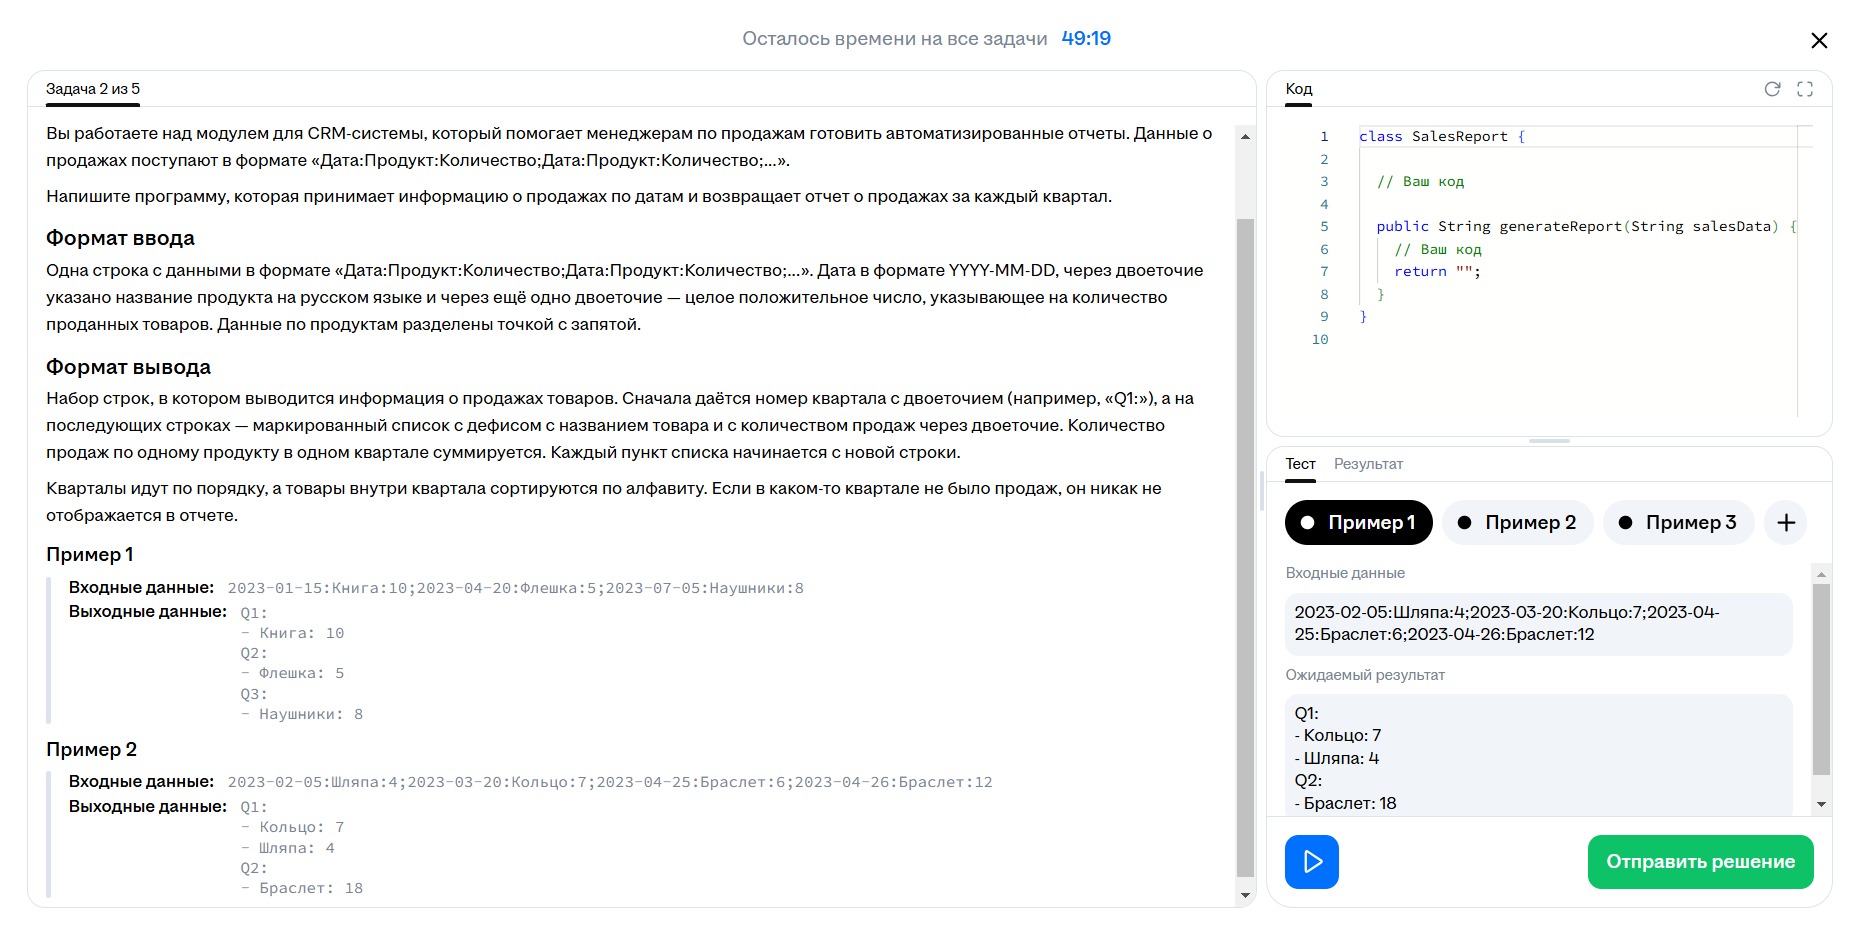 Осталось времени на все задачи 49:19
Задача 2 из 5
Вы работаете над модулем для CRM-системы, который помогает менеджерам по продажам готовить автоматизированные отчеты. Данные о
продажах поступают в формате «Дата:Продукт:Количество;Дата:Продукт:Количество;...».
Напишите программу, которая принимает информацию о продажах по датам и возвращает отчет о продажах за каждый квартал.
Формат ввода
Одна строка с данными в формате «Дата:Продукт:Количество;Дата:Продукт:Количество;...». Дата в формате YYYY-MM-DD, через двоеточие
указано название продукта на русском языке и через ещё одно двоеточие — целое положительное число, указывающее на количество
проданных товаров. Данные по продуктам разделены точкой с запятой.
Формат вывода
Набор строк, в котором выводится информация о продажах товаров. Сначала даётся номер квартала с двоеточием (например, «Q1:»), а на
последующих строках — маркированный список с дефисом с названием товара и с количеством продаж через двоеточие. Количество
продаж по одному продукту в одном квартале суммируется. Каждый пункт списка начинается с новой строки.
Кварталы идут по порядку, а товары внутри квартала сортируются по алфавиту. Если в каком-то квартале не было продаж, он никак не
отображается в отчете.
Пример 1
Входные данные: 2023-01-15:Книга:10;2023-04-20:Флешка:5;2023-07-05:Наушники:8
Выходные данные: Q1:
- Книга: 10
Q2:
- Флешка: 5
Q3:
- Наушники: 8
Пример 2
Входные данные: 2023-02-05:Шляпа:4;2023-03-20:Кольцо:7;2023-04-25:Браслет:6;2023-04-26:Браслет:12
Выходные данные: Q1:
- Кольцо: 7
- Шляпа: 4
Q2:
- Браслет: 18
Код
1 class SalesReport {
2
3 // Ваш код
4
5 public String generateReport(String salesData) {
6 // Ваш код
7 return "";
8 }
9 }
10
Тест Результат
Пример 1 Пример 2 Пример 3
Входные данные
2023-02-05:Шляпа:4;2023-03-20:Кольцо:7;2023-04-
25:Браслет:6;2023-04-26:Браслет:12
Ожидаемый результат
Q1:
- Кольцо: 7
- Шляпа: 4
Q2:
- Браслет: 18
Отправить решение